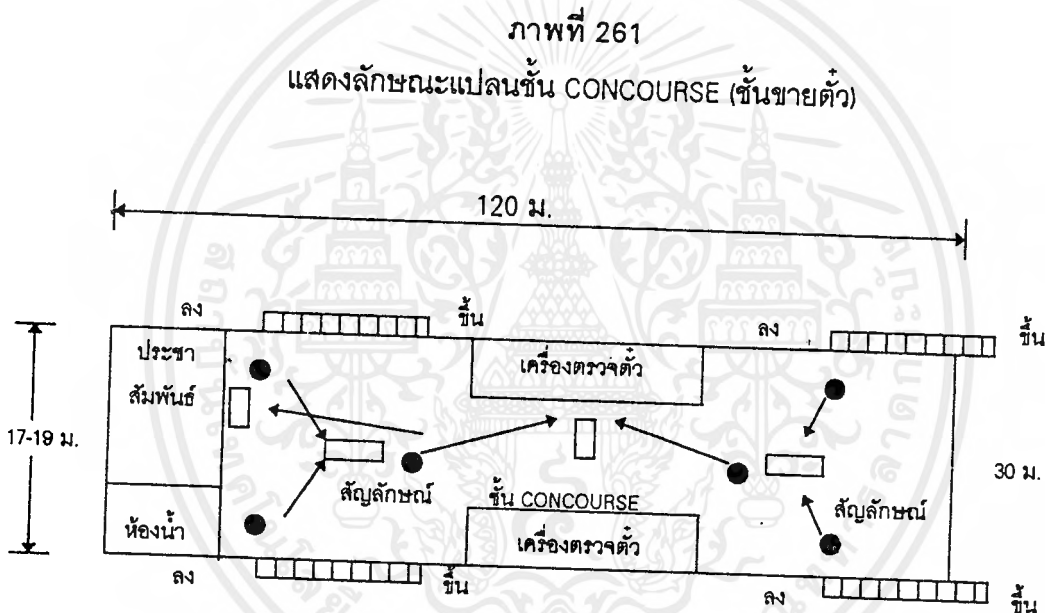 ภาพที่ 261
แสดงลักษณะแปลนชั้น CONCOURSE (ชั้นขายตั๋ว)
120 ม.
ลง
ขึ้น
ลง
ขึ้น
ประชา
สัมพันธ์
เครื่องตรวจตั๋ว
17-19 ม.
30 ม.
สัญลักษณ์
ชั้น CONCOURSE
สัญลักษณ์
ห้องน้ำ
เครื่องตรวจตั๋ว
ลง
ขึ้น
ลง
ขึ้น